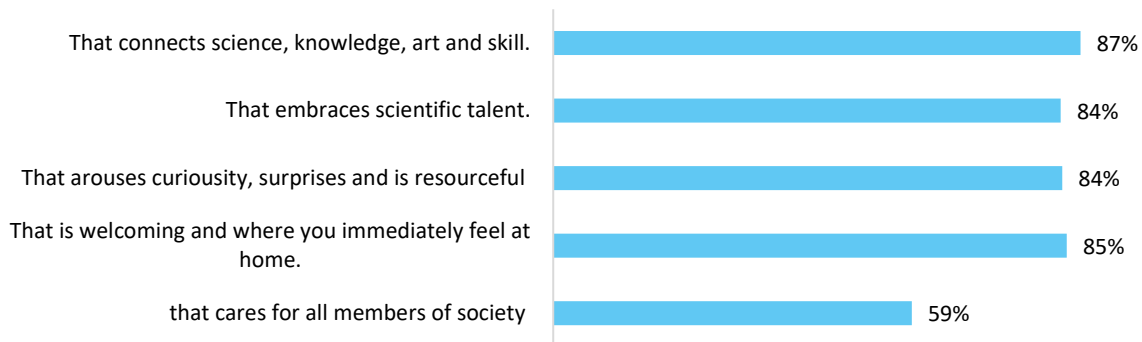 That connects science, knowledge, art and skill. 87%
That embraces scientific talent. 84%
That arouses curiousity, surprises and is resourceful 84%
That is welcoming and where you immediately feel at
home. 85%
that cares for all members of society 59%